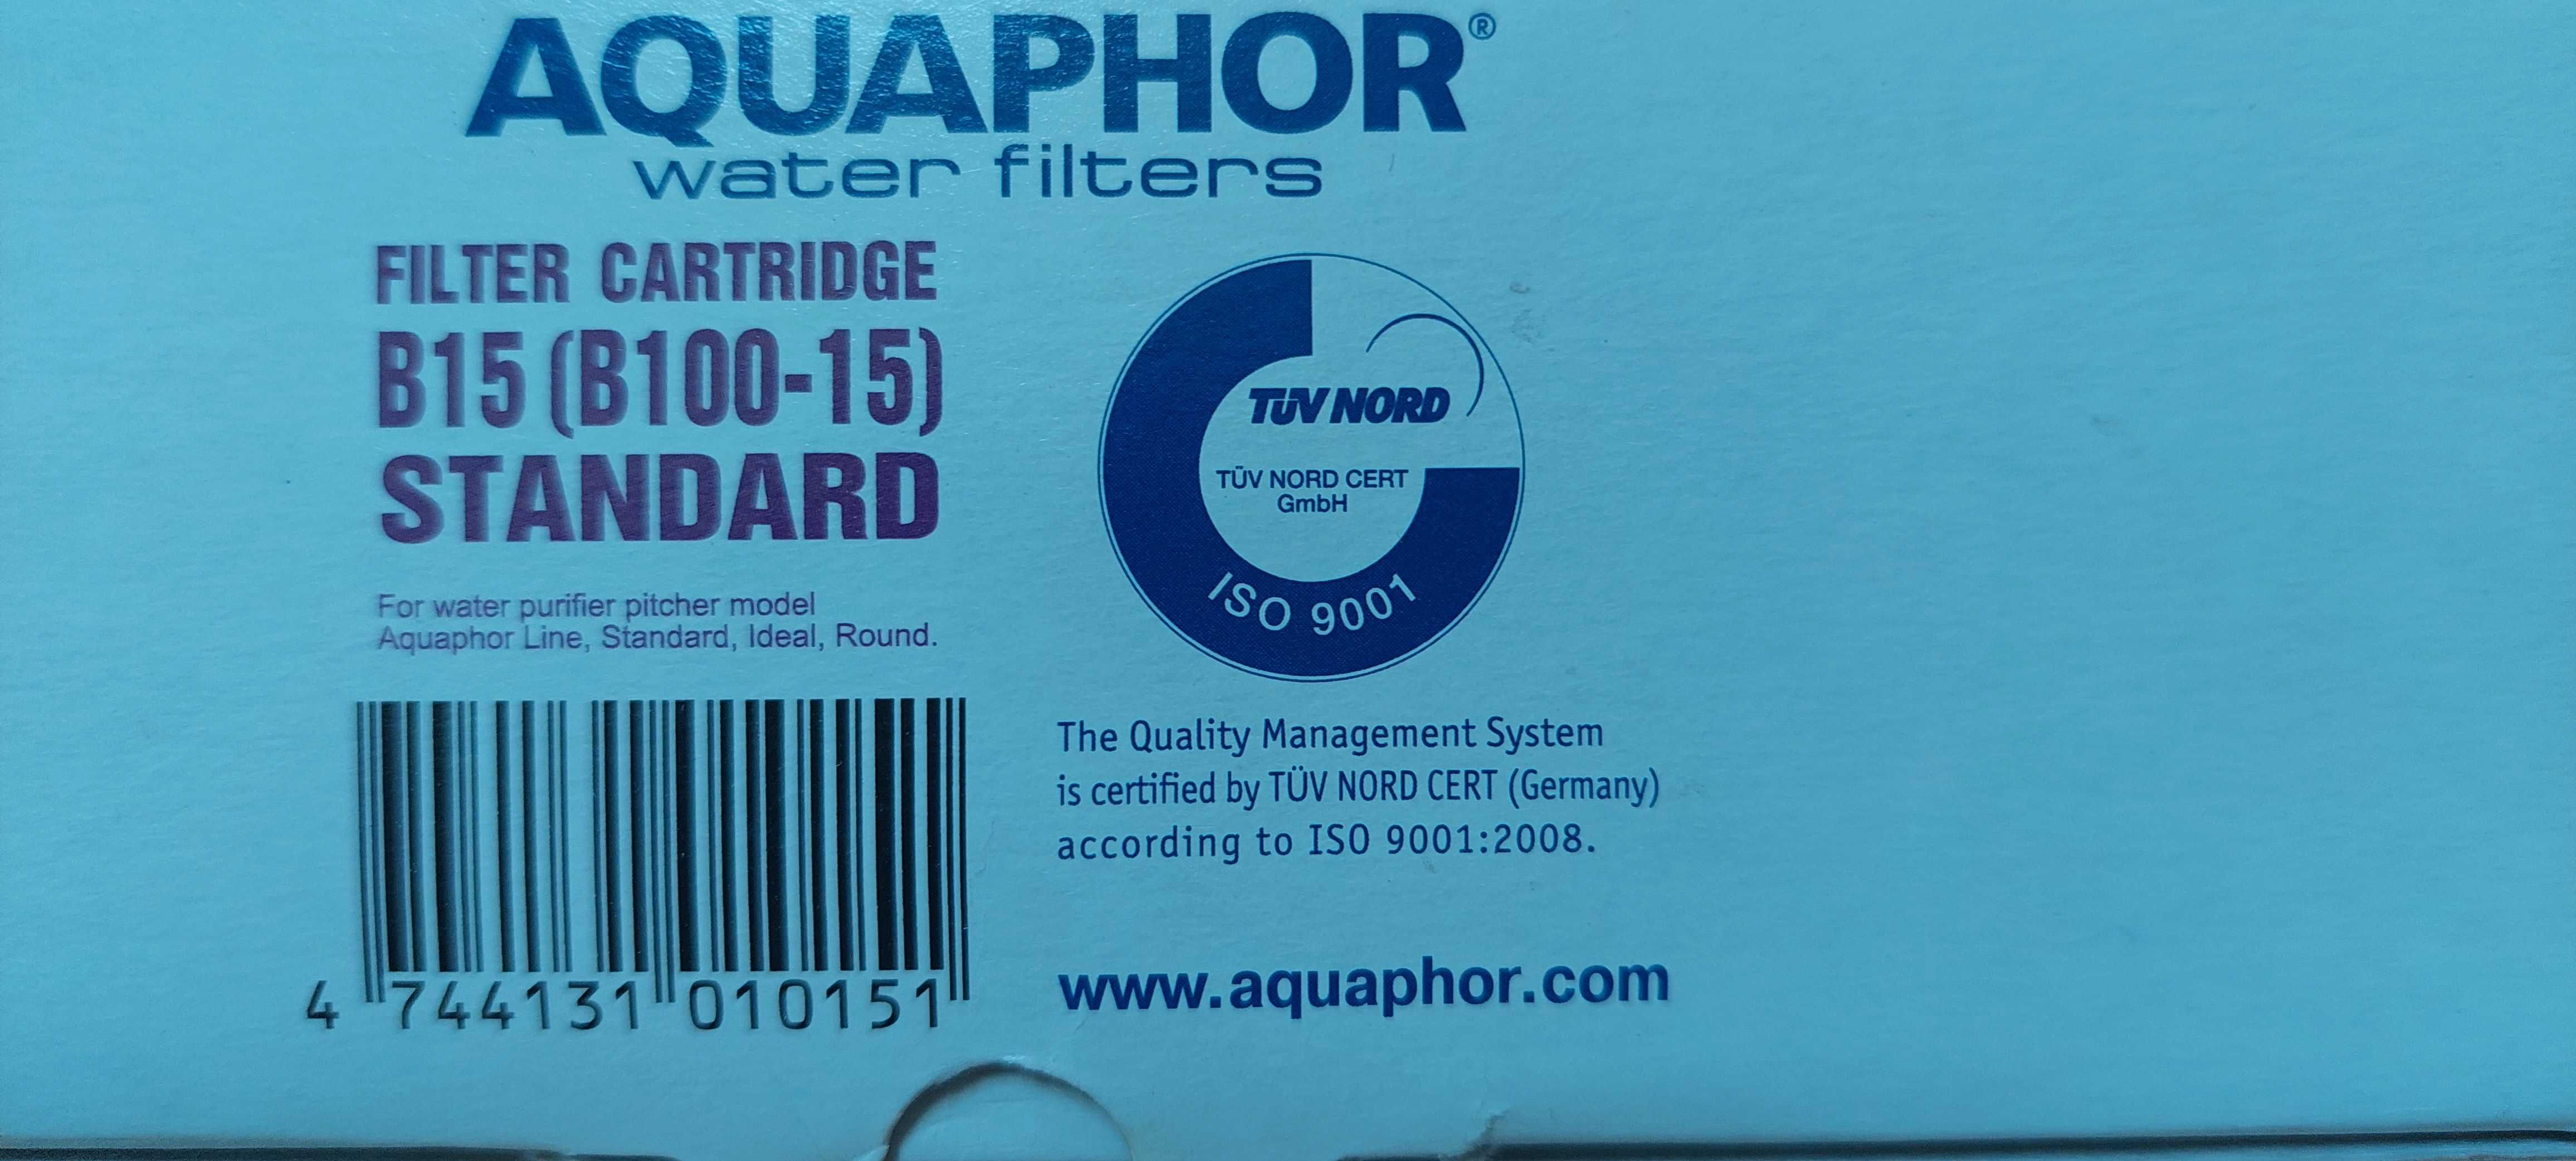 AQUAPHOR®
water filters
FILTER CARTRIDGE
B15 (B100-15)
STANDARD
For water purifier pitcher model
Aquaphor Line, Standard, Ideal, Round.
4 744131 010151
TÜV NORD
TÜV NORD CERT
GmbH
ISO 9001
The Quality Management System
is certified by TÜV NORD CERT (Germany)
according to ISO 9001:2008.
www.aquaphor.com